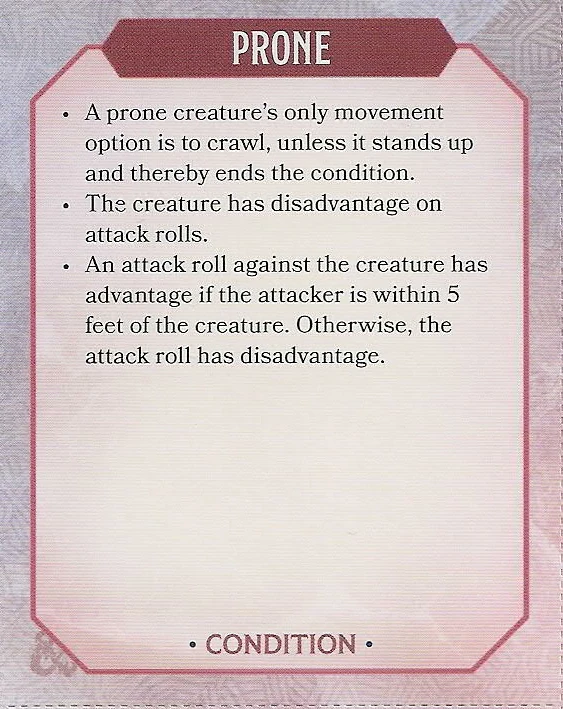 PRONE
• A prone creature's only movement
option is to crawl, unless it stands up
and thereby ends the condition.
• The creature has disadvantage on
attack rolls.
• An attack roll against the creature has
advantage if the attacker is within 5
feet of the creature. Otherwise, the
attack roll has disadvantage.
• CONDITION •